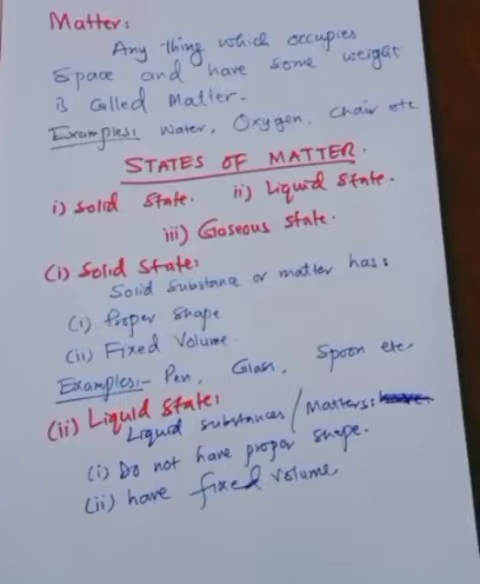 Matter:
Any thing which occupies
Space and have some weight
is Called Matter.
Examples: Water, Oxygen, Chair etc
STATES OF MATTER.
i) Solid State. ii) Liquid State.
iii) Gaseous state.
(i) Solid State:
Solid Substance or matter has:
(i) Proper Shape
(ii) Fixed Volume.
Examples:- Pen, Glass, Spoon etc
(ii) Liquid State:
Liquid substances / Matters:
(i) Do not have proper shape.
(ii) have fixed volume